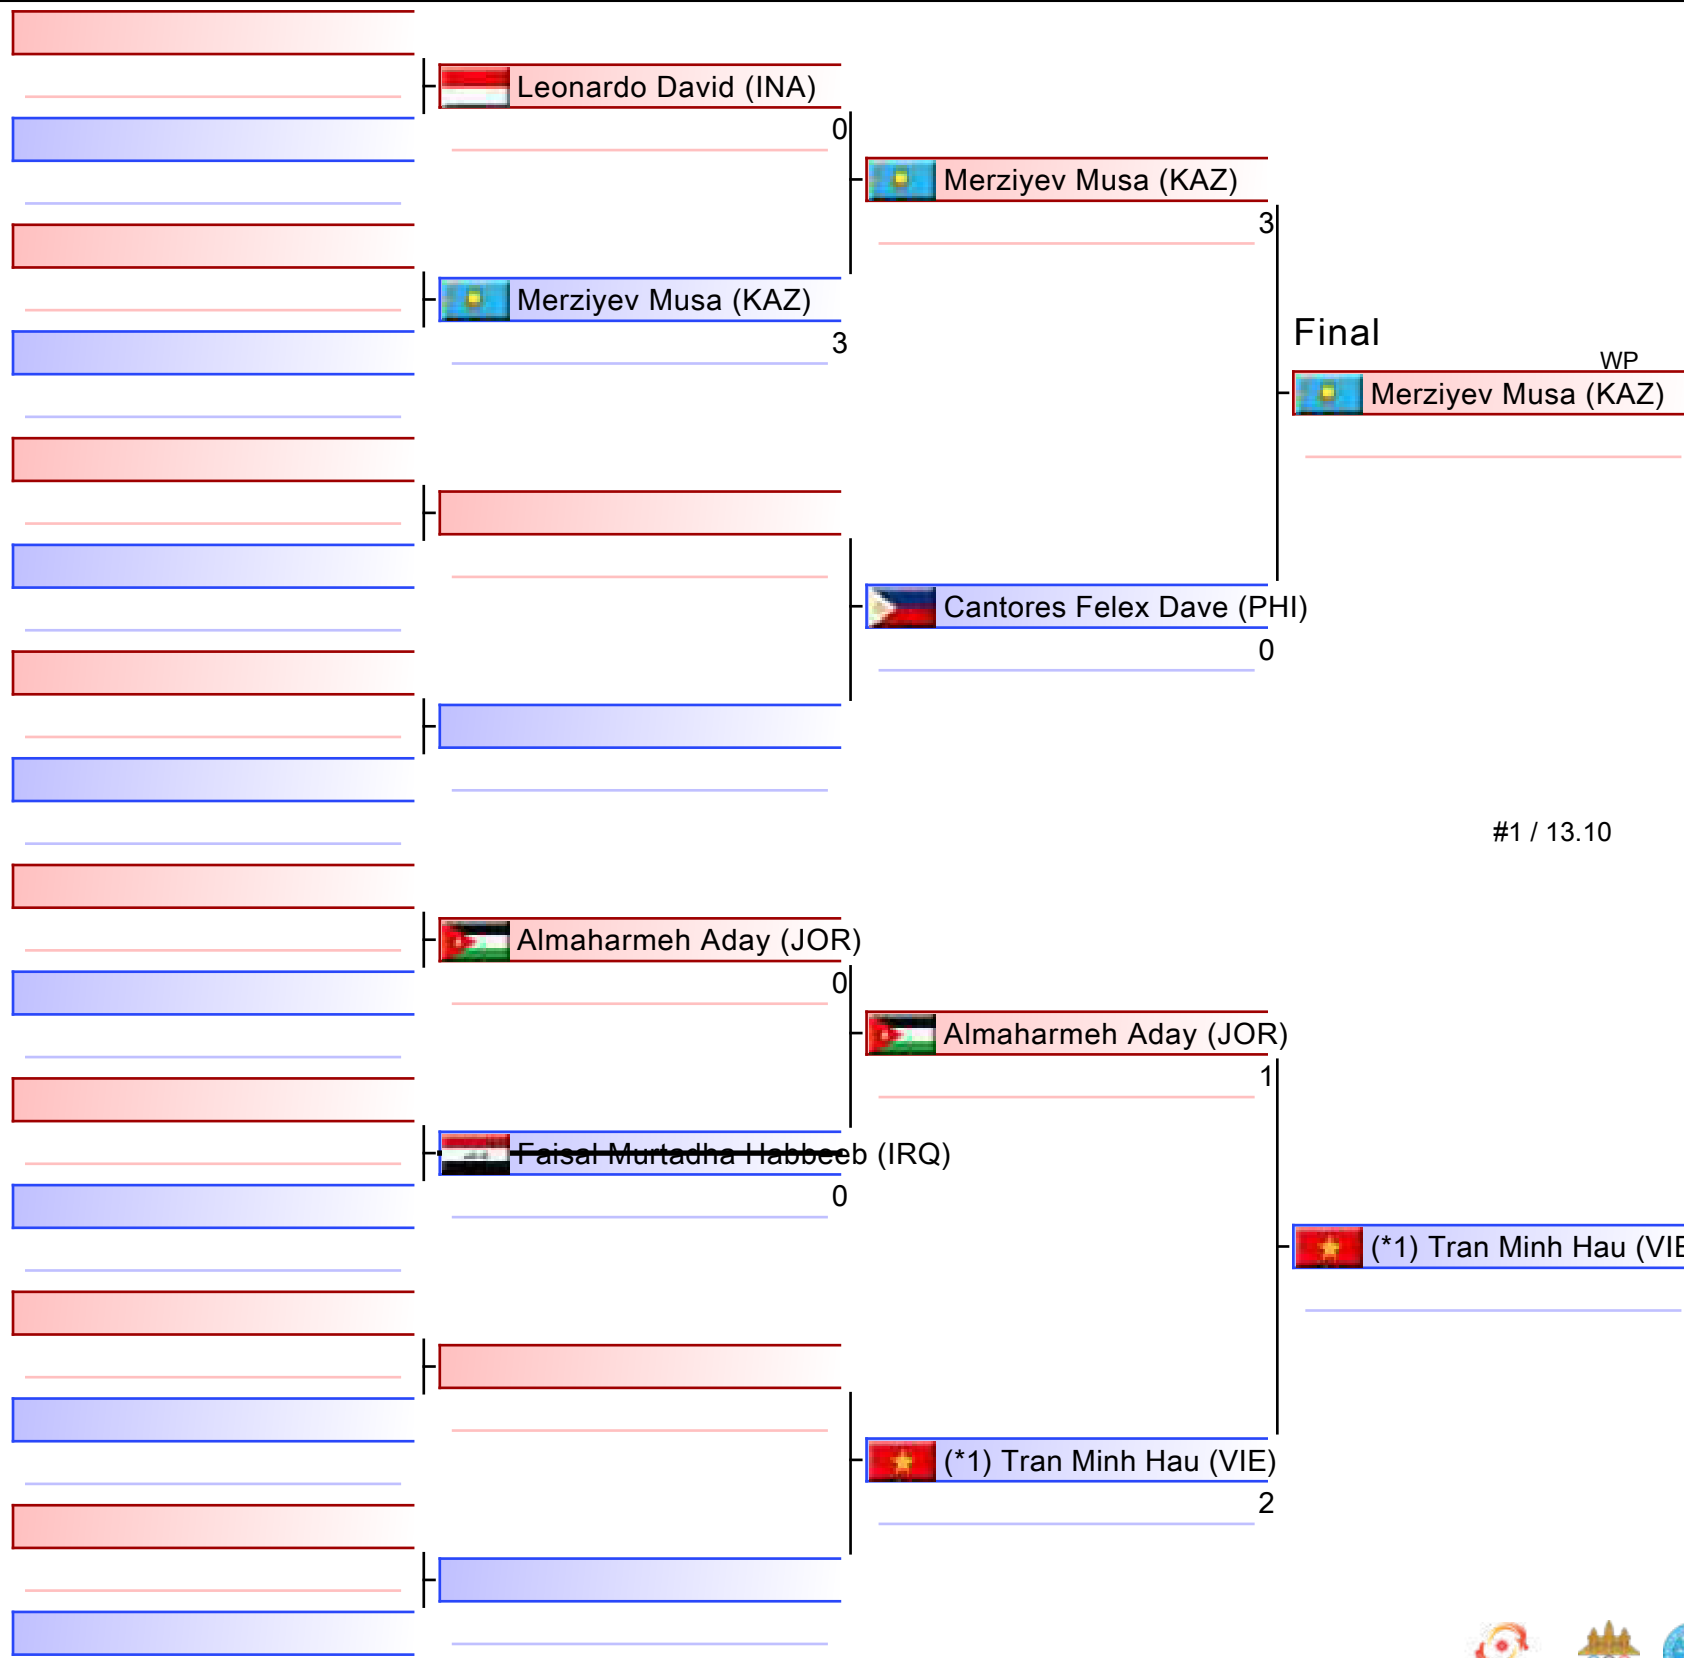 Leonardo David (INA)
0
Merziyev Musa (KAZ)
3
Merziyev Musa (KAZ)
3
Final
WP
Merziyev Musa (KAZ)
Cantores Felex Dave (PHI)
0
#1 / 13.10
Almaharmeh Aday (JOR)
0
Almaharmeh Aday (JOR)
1
Faisal Murtadha Habbeeb (IRQ)
0
(*1) Tran Minh Hau (VIE
(*1) Tran Minh Hau (VIE)
2